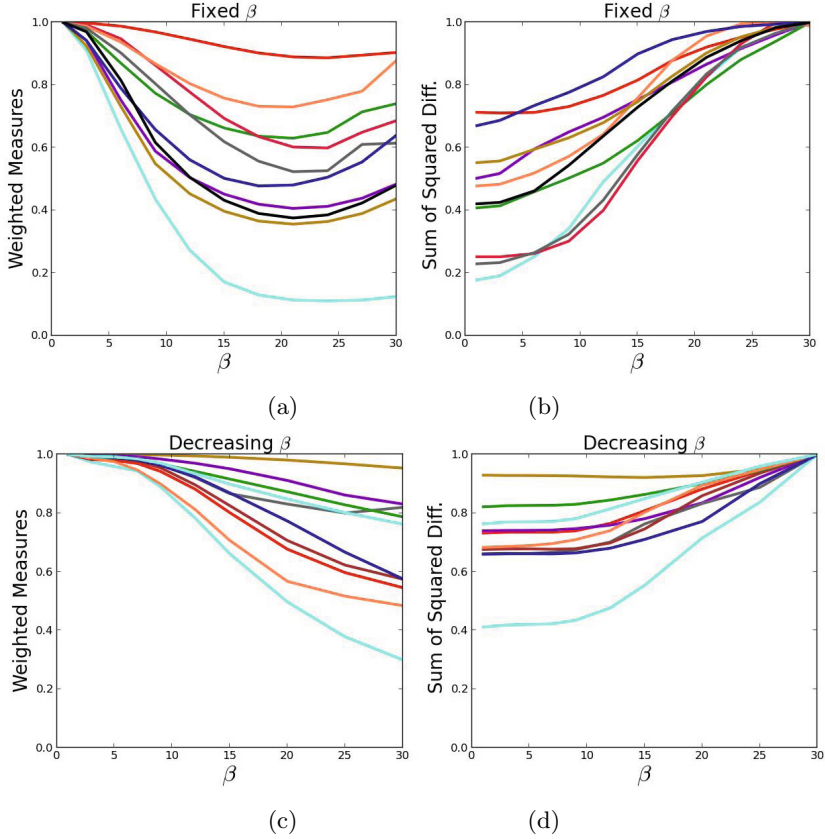 Fixed β
Weighted Measures
1.0
0.8
0.6
0.4
0.2
0.0
0 5 10 15 20 25 30
β
(a)
Fixed β
Sum of Squared Diff.
1.0
0.8
0.6
0.4
0.2
0.0
0 5 10 15 20 25 30
β
(b)
Decreasing β
Weighted Measures
1.0
0.8
0.6
0.4
0.2
0.0
0 5 10 15 20 25 30
β
(c)
Decreasing β
Sum of Squared Diff.
1.0
0.8
0.6
0.4
0.2
0.0
0 5 10 15 20 25 30
β
(d)